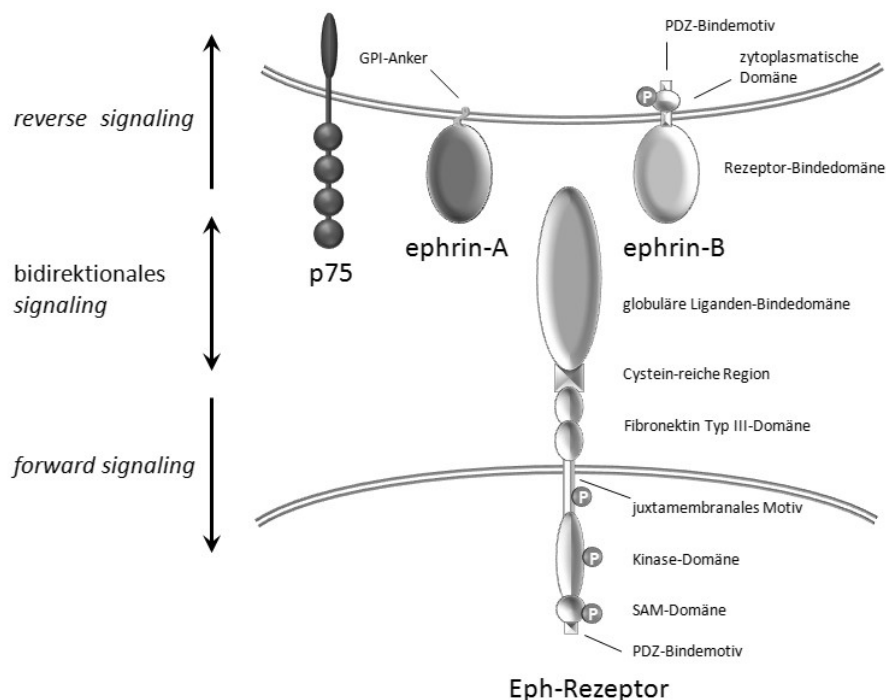 PDZ-Bindemotiv
GPI-Anker
zytoplasmatische
Domäne
P
reverse signaling
Rezeptor-Bindedomäne
ephrin-A
ephrin-B
p75
bidirektionales
signaling
globuläre Liganden-Bindedomäne
Cystein-reiche Region
Fibronektin Typ III-Domäne
forward signaling
P
juxtamembranales Motiv
P
Kinase-Domäne
P
SAM-Domäne
PDZ-Bindemotiv
Eph-Rezeptor